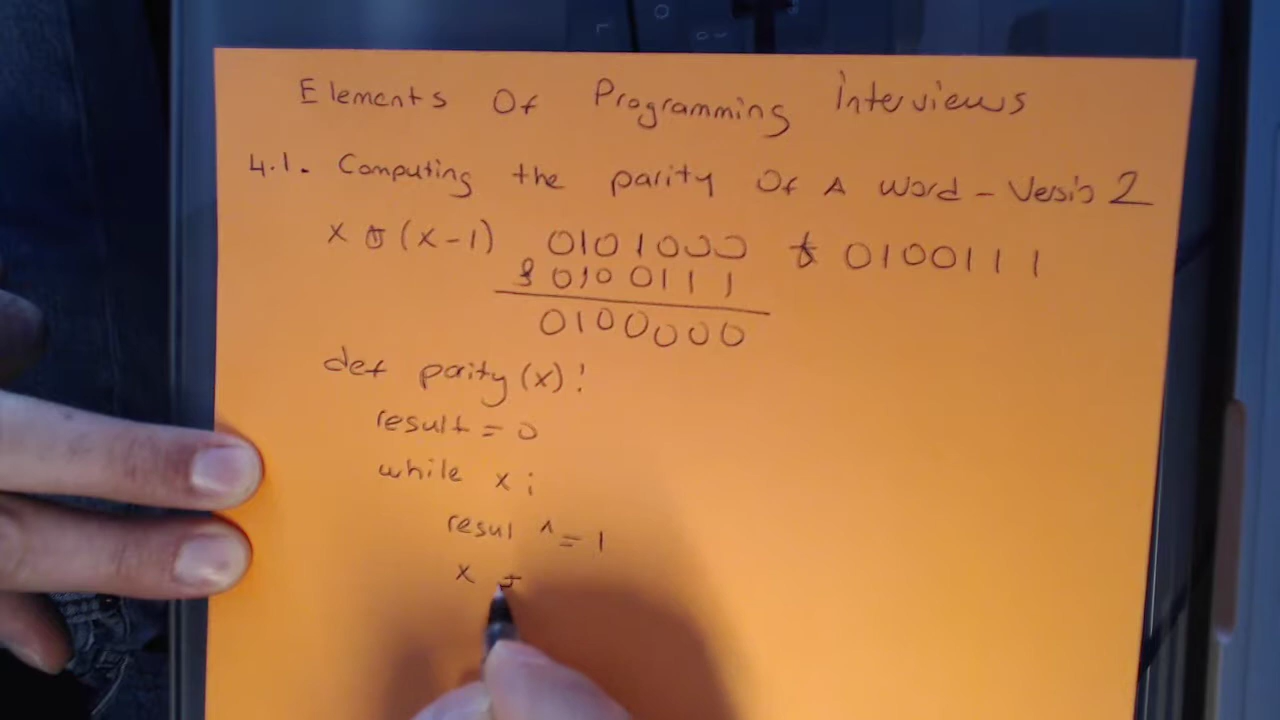 Elements Of Programming Interviews
4.1. Computing the parity Of A Word - Versio 2
x & (x-1) 0101000 & 0100111
& 0100111
0100000
def parity (x):
result = 0
while x :
resul ^= 1
x